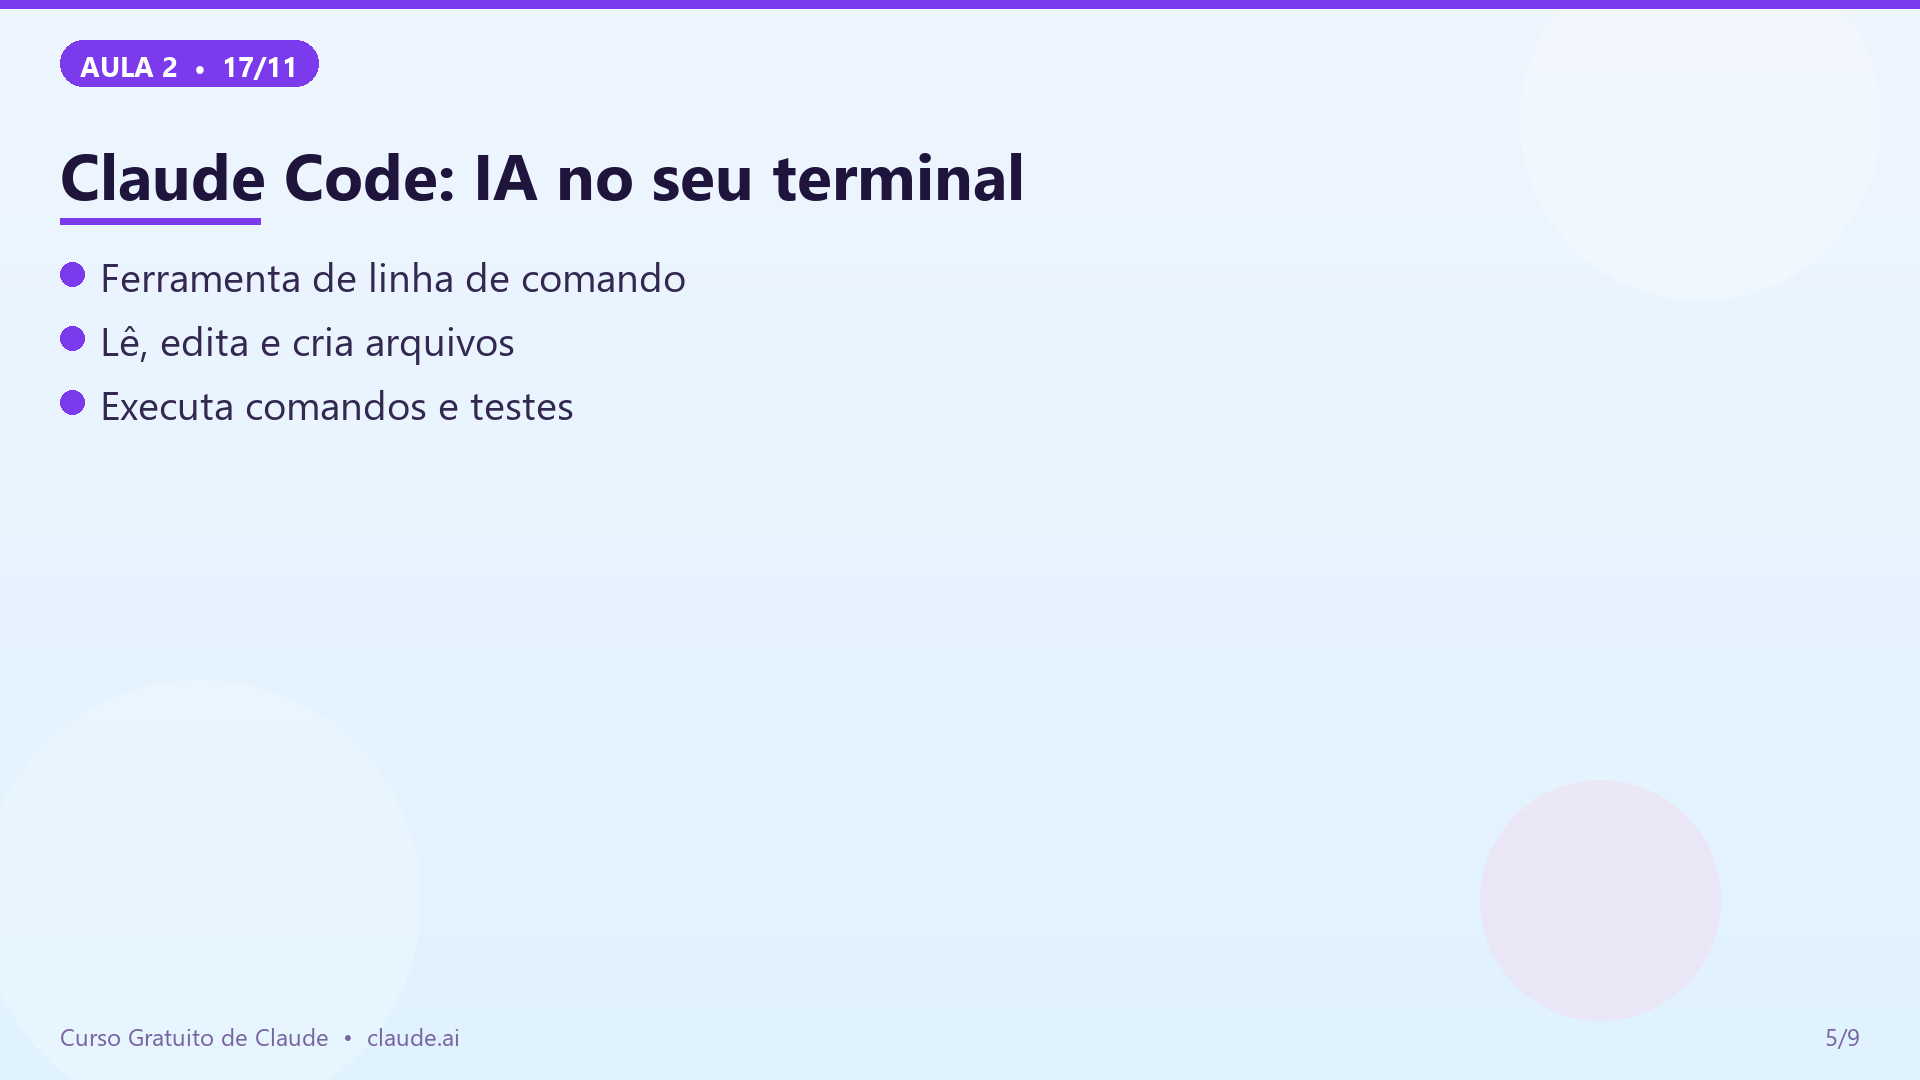 AULA 2 • 17/11
Claude Code: IA no seu terminal
Ferramenta de linha de comando
Lê, edita e cria arquivos
Executa comandos e testes
Curso Gratuito de Claude • claude.ai
5/9